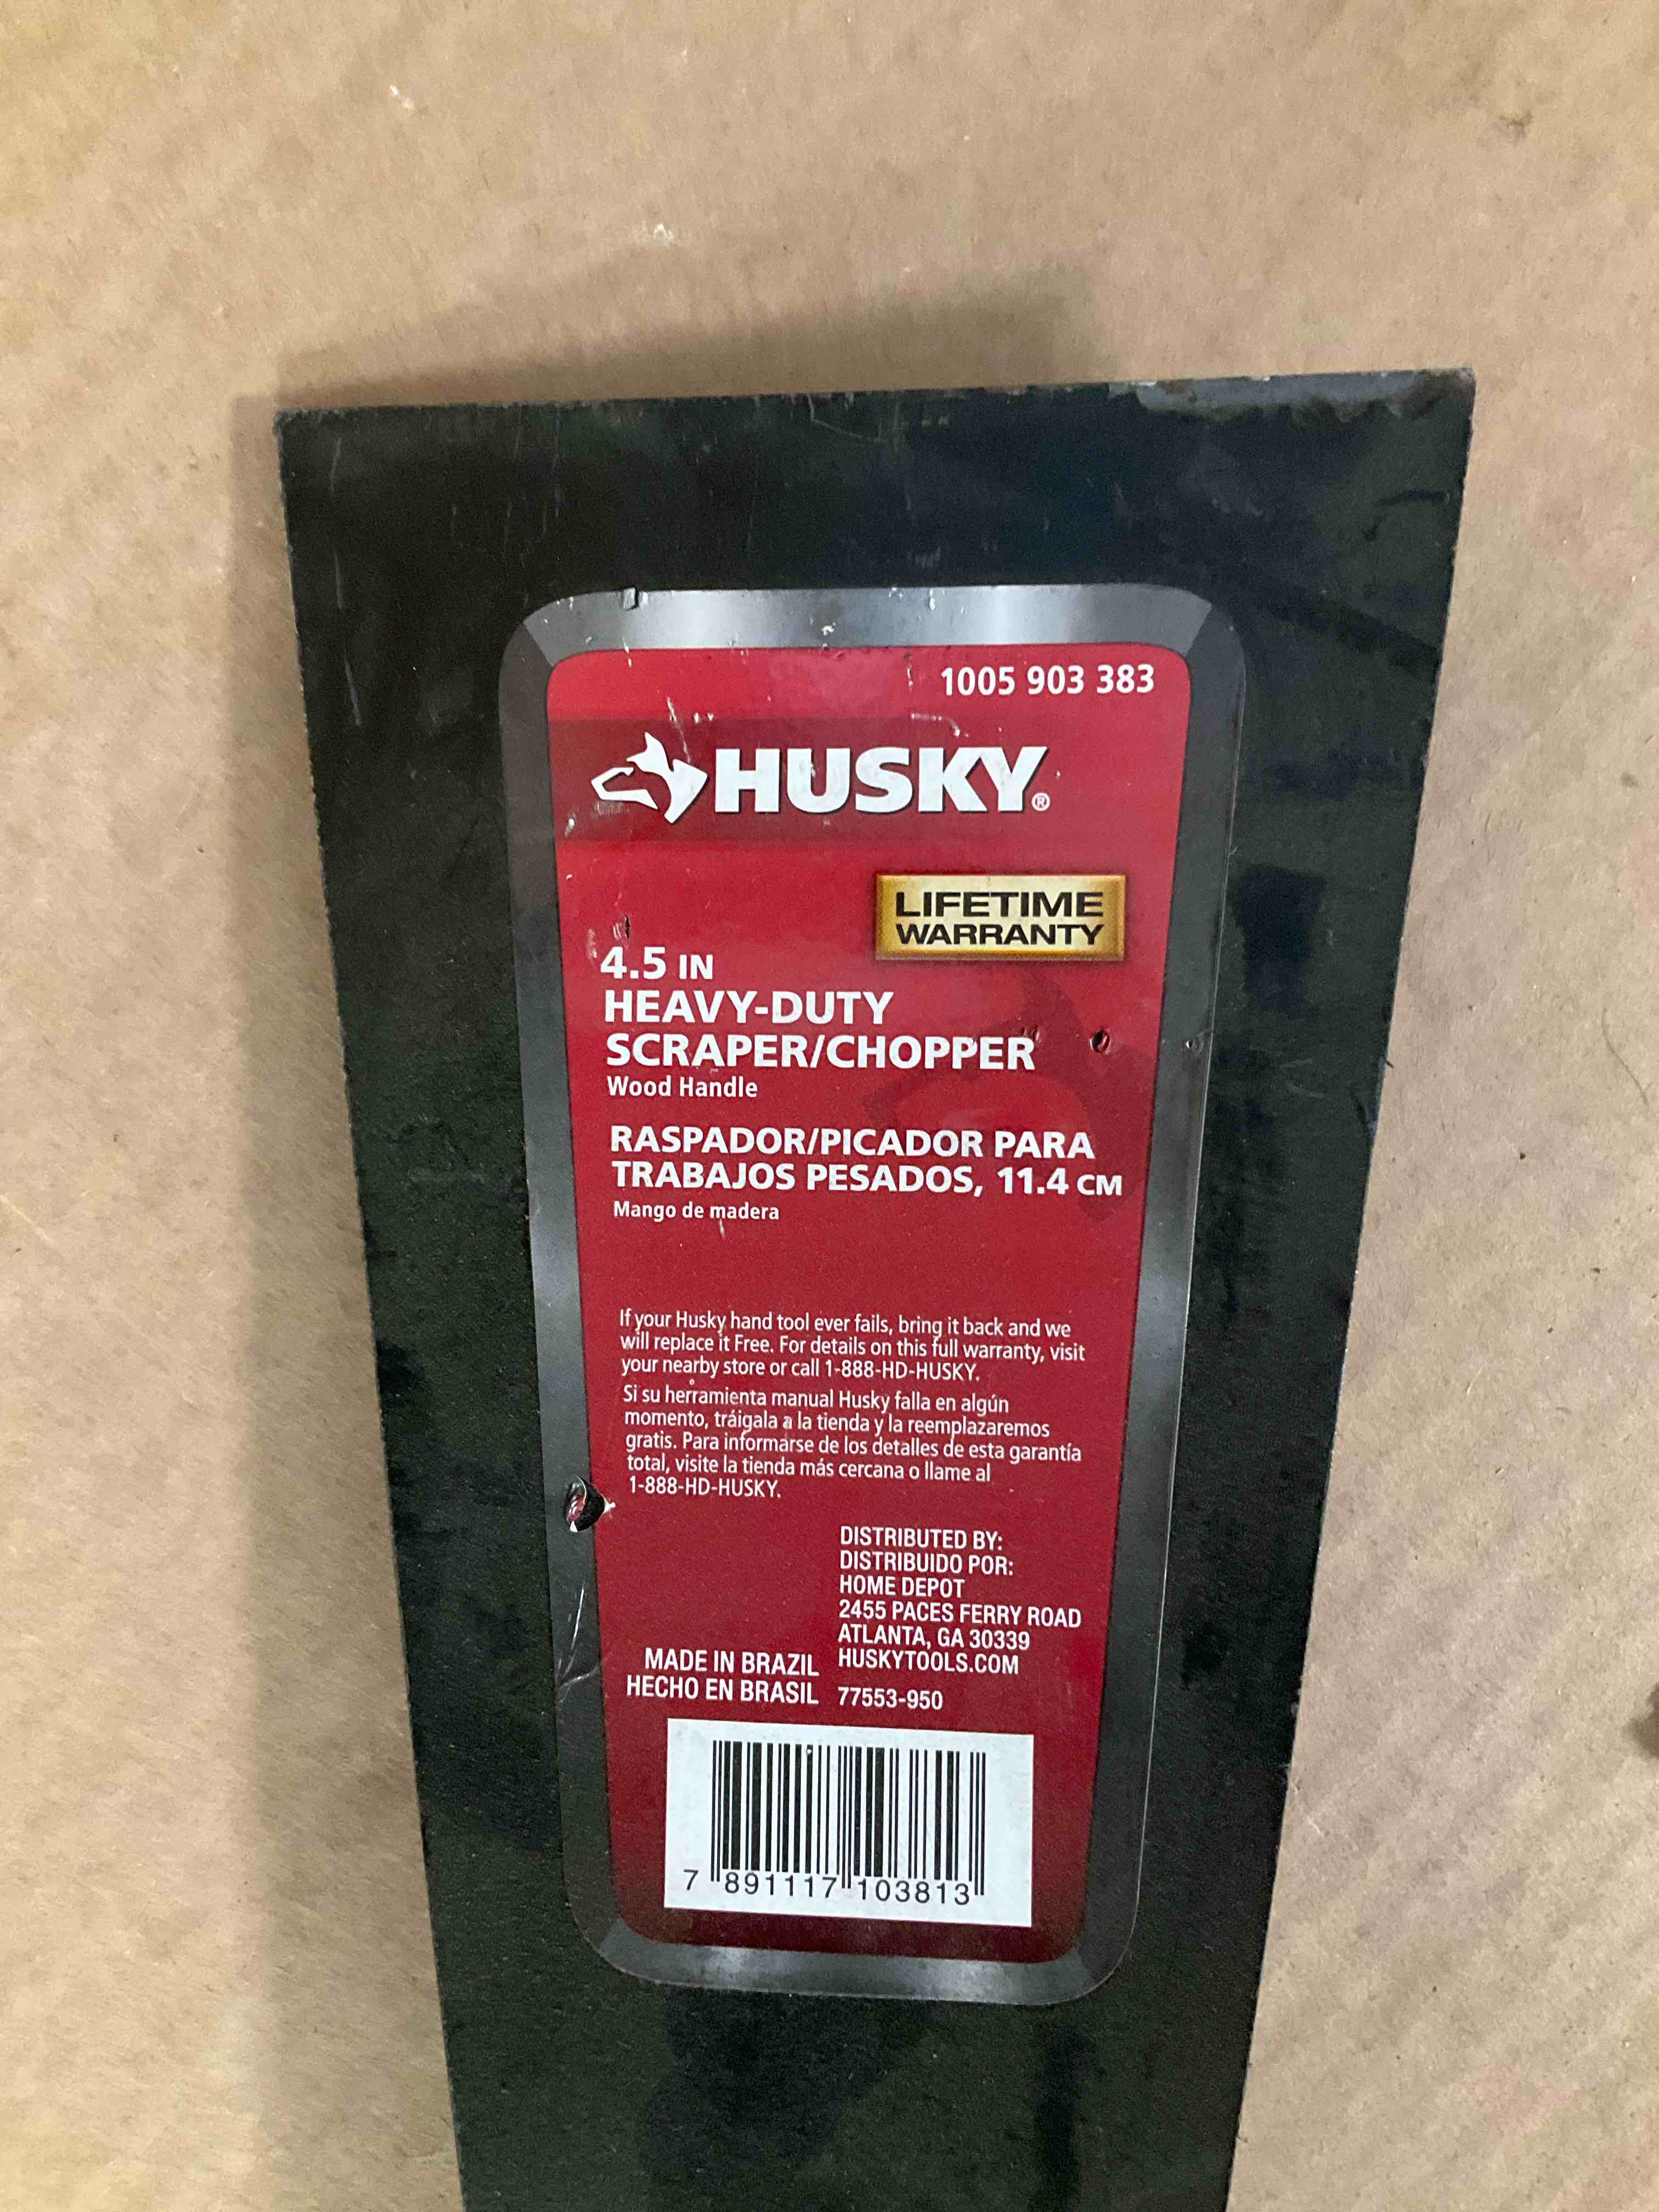 1005 903 383
HUSKY®
LIFETIME
WARRANTY
4.5 IN
HEAVY-DUTY
SCRAPER/CHOPPER
Wood Handle
RASPADOR/PICADOR PARA
TRABAJOS PESADOS, 11.4 CM
Mango de madera
If your Husky hand tool ever fails, bring it back and we
will replace it Free. For details on this full warranty, visit
your nearby store or call 1-888-HD-HUSKY.
Si su herramienta manual Husky falla en algún
momento, tráigala a la tienda y la reemplazaremos
gratis. Para informarse de los detalles de esta garantía
total, visite la tienda más cercana o llame al
1-888-HD-HUSKY.
DISTRIBUTED BY:
DISTRIBUIDO POR:
HOME DEPOT
2455 PACES FERRY ROAD
ATLANTA, GA 30339
HUSKYTOOLS.COM
77553-950
MADE IN BRAZIL
HECHO EN BRASIL
7 891117 103813